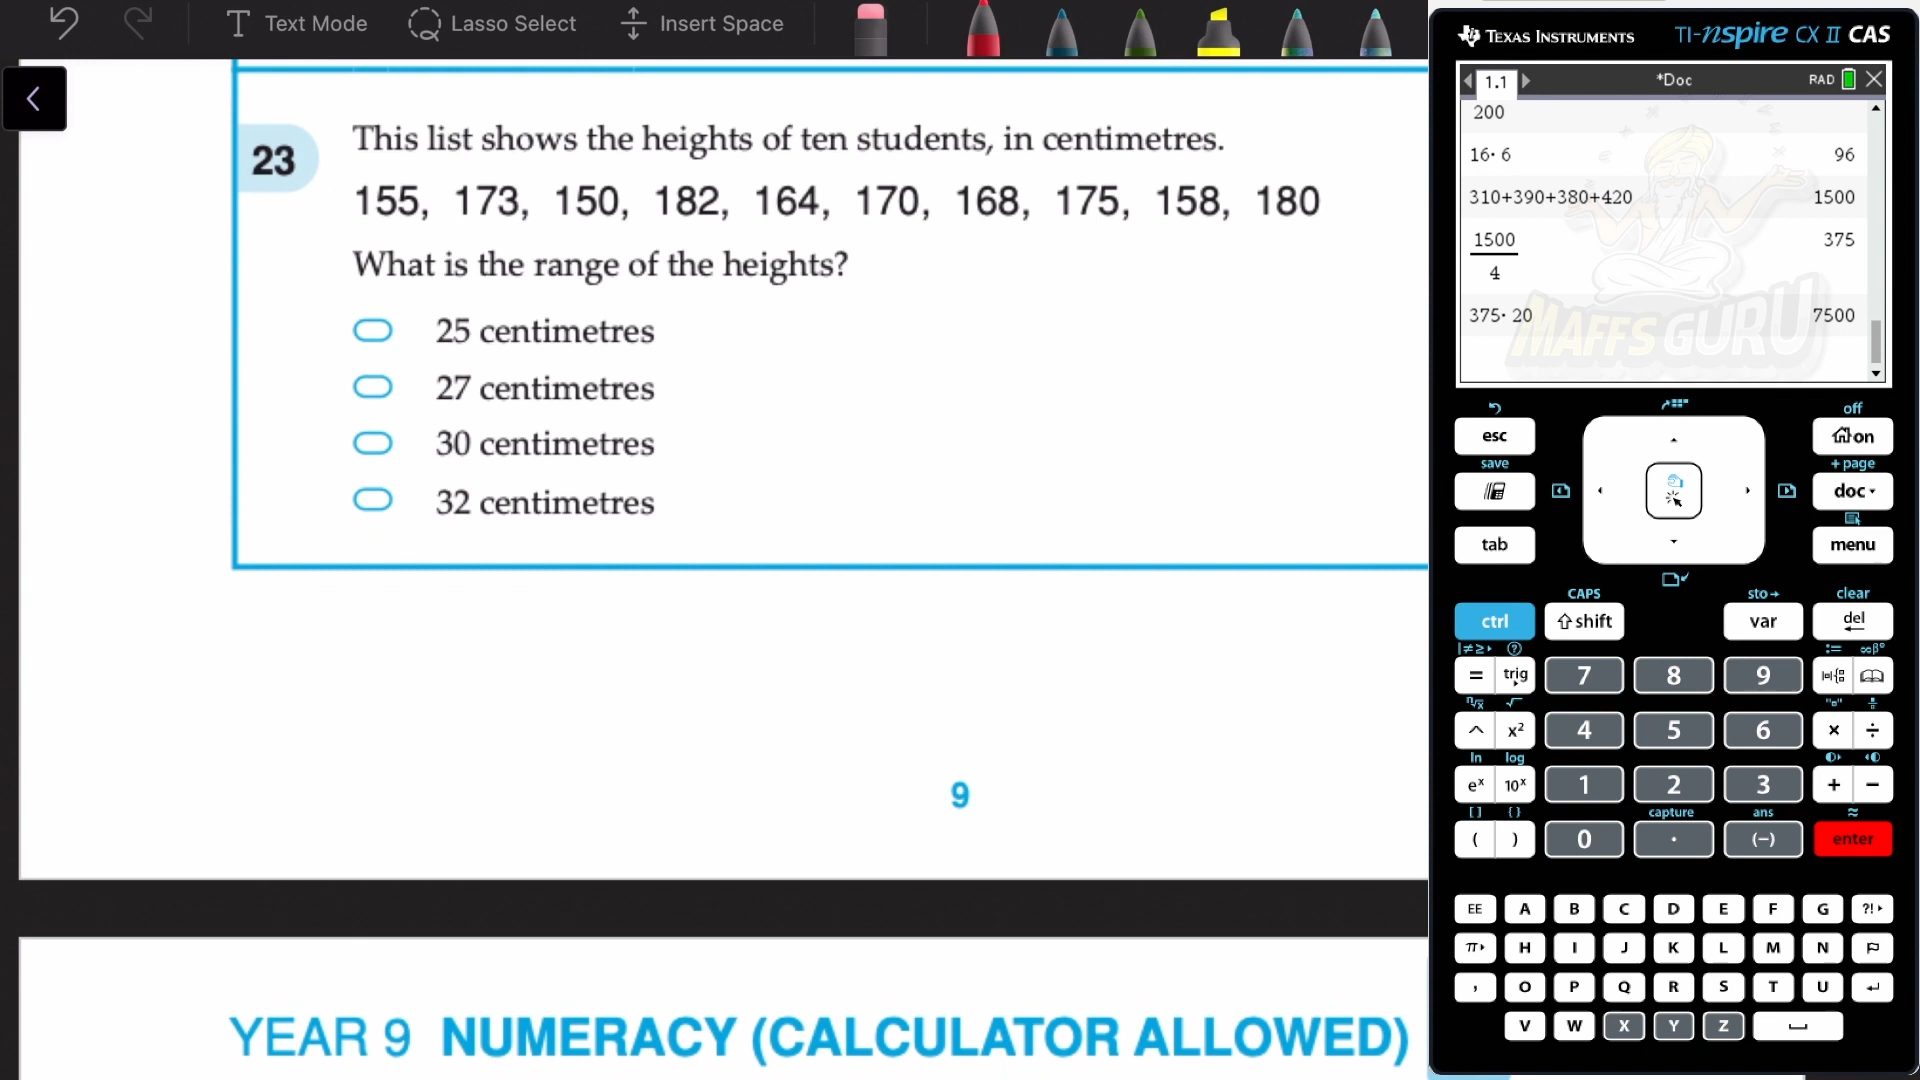 Text Mode
Lasso Select
Insert Space
23
This list shows the heights of ten students, in centimetres.
155, 173, 150, 182, 164, 170, 168, 175, 158, 180
What is the range of the heights?
25 centimetres
27 centimetres
30 centimetres
32 centimetres
9
YEAR 9 NUMERACY (CALCULATOR ALLOWED)
TEXAS INSTRUMENTS TI-nspire CX II CAS
1.1 *Doc RAD
200
16·6 96
310+390+380+420 1500
1500 375
4
375·20 7500
MAFFS GURU
off
esc on
save + page
doc
tab menu
CAPS sto→ clear
ctrl shift var del
|≠≥▸ ? := ∞β°
= trig 7 8 9
ⁿ√x √
^ x² 4 5 6 × ÷
ln log
eˣ 10ˣ 1 2 3 + −
[ ] { } capture ans ≈
( ) 0 . (−) enter
EE A B C D E F G ?!▸
π▸ H I J K L M N
, O P Q R S T U
V W X Y Z